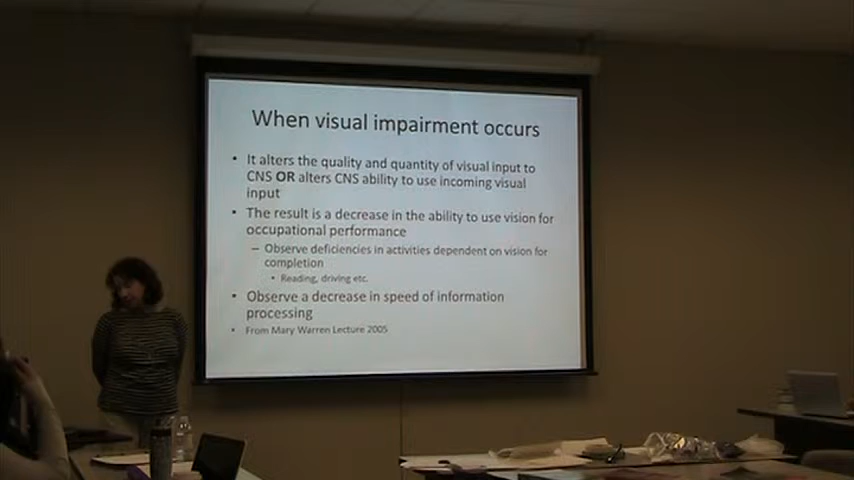 When visual impairment occurs
• It alters the quality and quantity of visual input to
CNS OR alters CNS ability to use incoming visual
input
• The result is a decrease in the ability to use vision for
occupational performance
– Observe deficiencies in activities dependent on vision for
completion
• Reading, driving etc.
• Observe a decrease in speed of information
processing
• From Mary Warren Lecture 2005